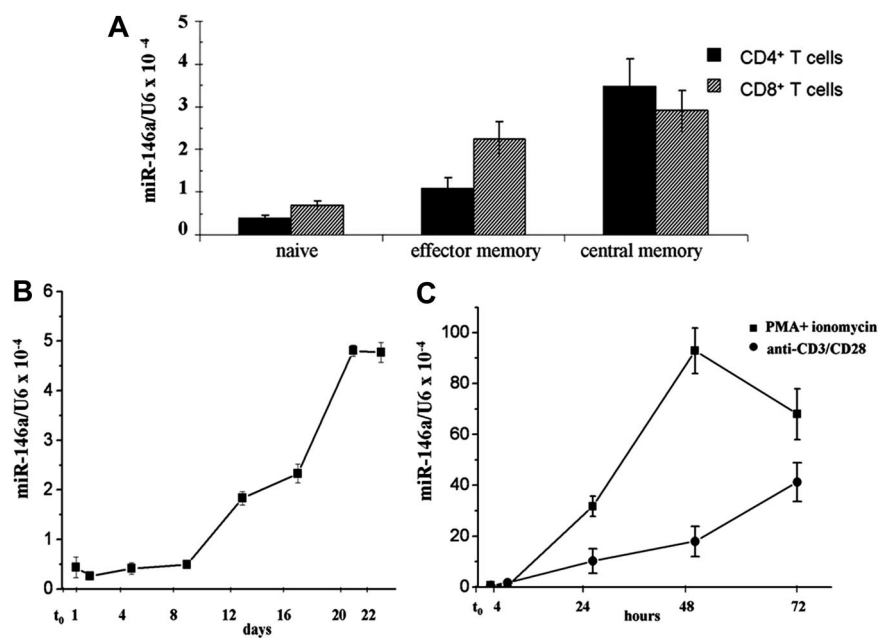 A
miR-146a/U6 x 10⁻⁴
5
4
3
2
1
0
CD4⁺ T cells
CD8⁺ T cells
naive effector memory central memory
B
miR-146a/U6 x 10⁻⁴
6
5
4
3
2
1
0
t₀ 1 4 8 12 16 20 22
days
C
miR-146a/U6 x 10⁻⁴
100
80
60
40
20
0
PMA+ ionomycin
anti-CD3/CD28
t₀ 4 24 48 72
hours